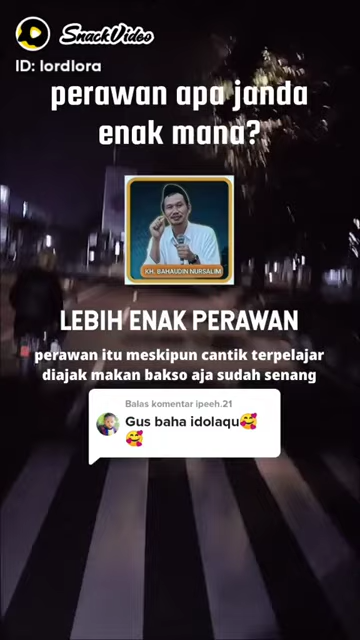 SnackVideo
ID: lordlora
perawan apa janda
enak mana?
KH. BAHAUDIN NURSALIM
LEBIH ENAK PERAWAN
perawan itu meskipun cantik terpelajar
diajak makan bakso aja sudah senang
Balas komentar ipeeh.21
Gus baha idolaqu🥰
🥰